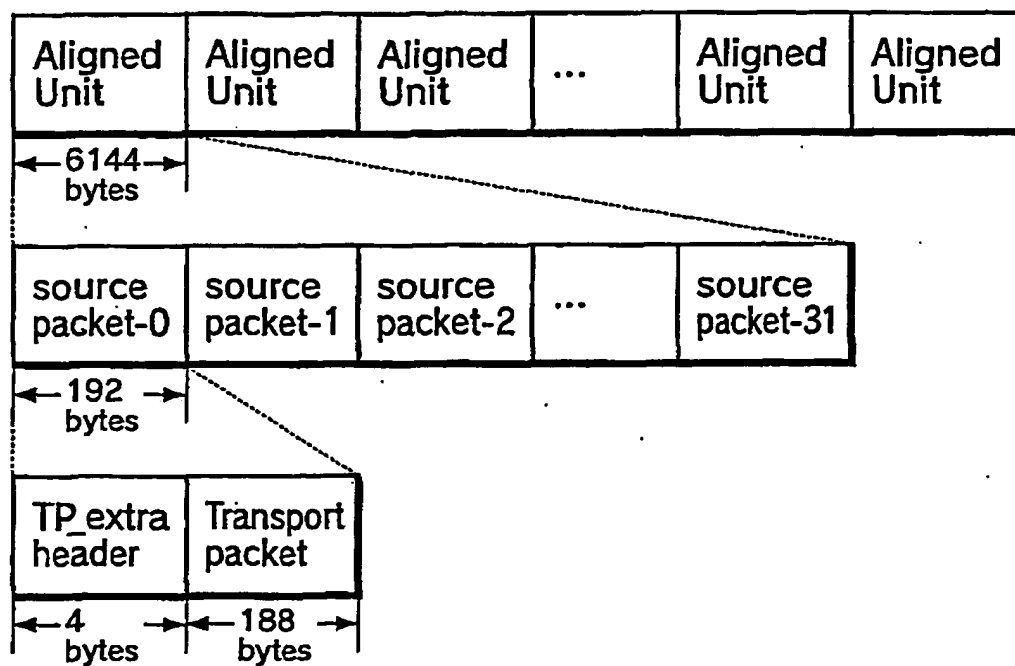 Aligned Unit
Aligned Unit
Aligned Unit
...
Aligned Unit
Aligned Unit
6144
bytes
source packet-0
source packet-1
source packet-2
...
source packet-31
192
bytes
TP_extra header
Transport packet
4
bytes
188
bytes